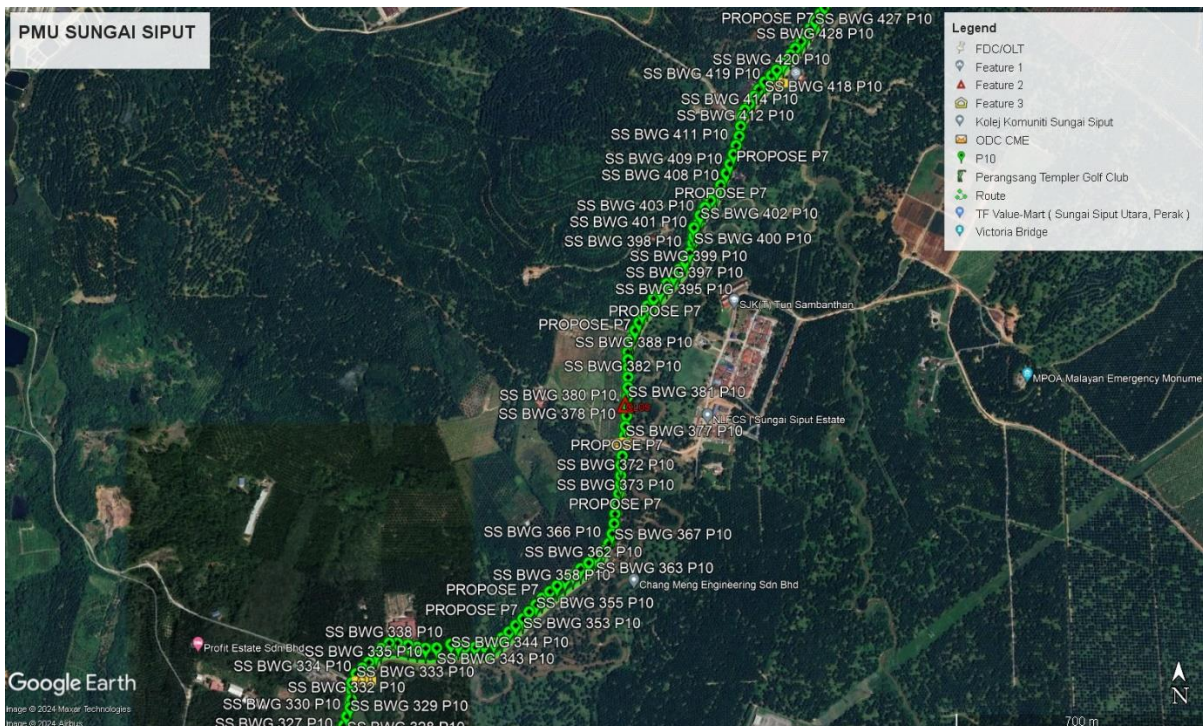 PMU SUNGAI SIPUT
PROPOSE P7 SS BWG 427 P10
SS BWG 428 P10
SS BWG 420 P10
SS BWG 419 P10
SS BWG 418 P10
SS BWG 414 P10
SS BWG 412 P10
SS BWG 411 P10
SS BWG 409 P10
PROPOSE P7
SS BWG 408 P10
PROPOSE P7
SS BWG 403 P10
SS BWG 402 P10
SS BWG 401 P10
SS BWG 398 P10
SS BWG 400 P10
SS BWG 399 P10
SS BWG 397 P10
SS BWG 395 P10
SJK(T) Tun Sambanthan
PROPOSE P7
PROPOSE P7
SS BWG 388 P10
SS BWG 382 P10
MPOA Malayan Emergency Monume
SS BWG 380 P10
SS BWG 381 P10
SS BWG 378 P10
NLFCS | Sungai Siput Estate
SS BWG 377 P10
PROPOSE P7
SS BWG 372 P10
SS BWG 373 P10
PROPOSE P7
SS BWG 366 P10
SS BWG 367 P10
SS BWG 362 P10
SS BWG 363 P10
SS BWG 358 P10
Chang Meng Engineering Sdn Bhd
PROPOSE P7
SS BWG 355 P10
PROPOSE P7
SS BWG 353 P10
SS BWG 338 P10
SS BWG 344 P10
Profit Estate Sdn Bhd
SS BWG 335 P10
SS BWG 343 P10
SS BWG 334 P10
SS BWG 333 P10
SS BWG 332 P10
SS BWG 330 P10
SS BWG 329 P10
SS BWG 327 P10
SS BWG 328 P10
Legend
FDC/OLT
Feature 1
Feature 2
Feature 3
Kolej Komuniti Sungai Siput
ODC CME
P10
Perangsang Templer Golf Club
Route
TF Value-Mart ( Sungai Siput Utara, Perak )
Victoria Bridge
Google Earth
Image © 2024 Maxar Technologies
Image © 2024 Airbus
700 m
N